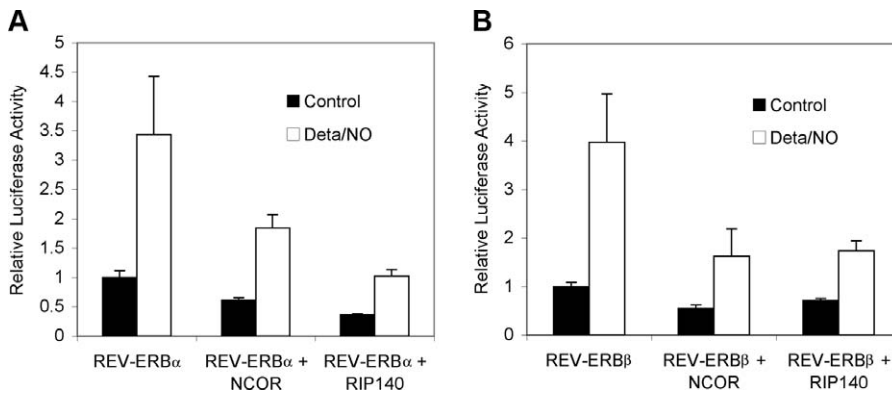 A
Relative Luciferase Activity
5
4.5
4
3.5
3
2.5
2
1.5
1
0.5
0
Control
Deta/NO
REV-ERBα
REV-ERBα +
NCOR
REV-ERBα +
RIP140
B
Relative Luciferase Activity
6
5
4
3
2
1
0
Control
Deta/NO
REV-ERBβ
REV-ERBβ +
NCOR
REV-ERBβ +
RIP140